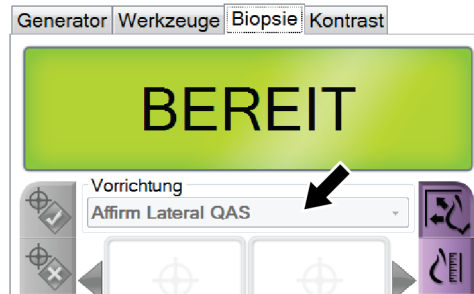 Generator Werkzeuge Biopsie Kontrast
BEREIT
Vorrichtung
Affirm Lateral QAS